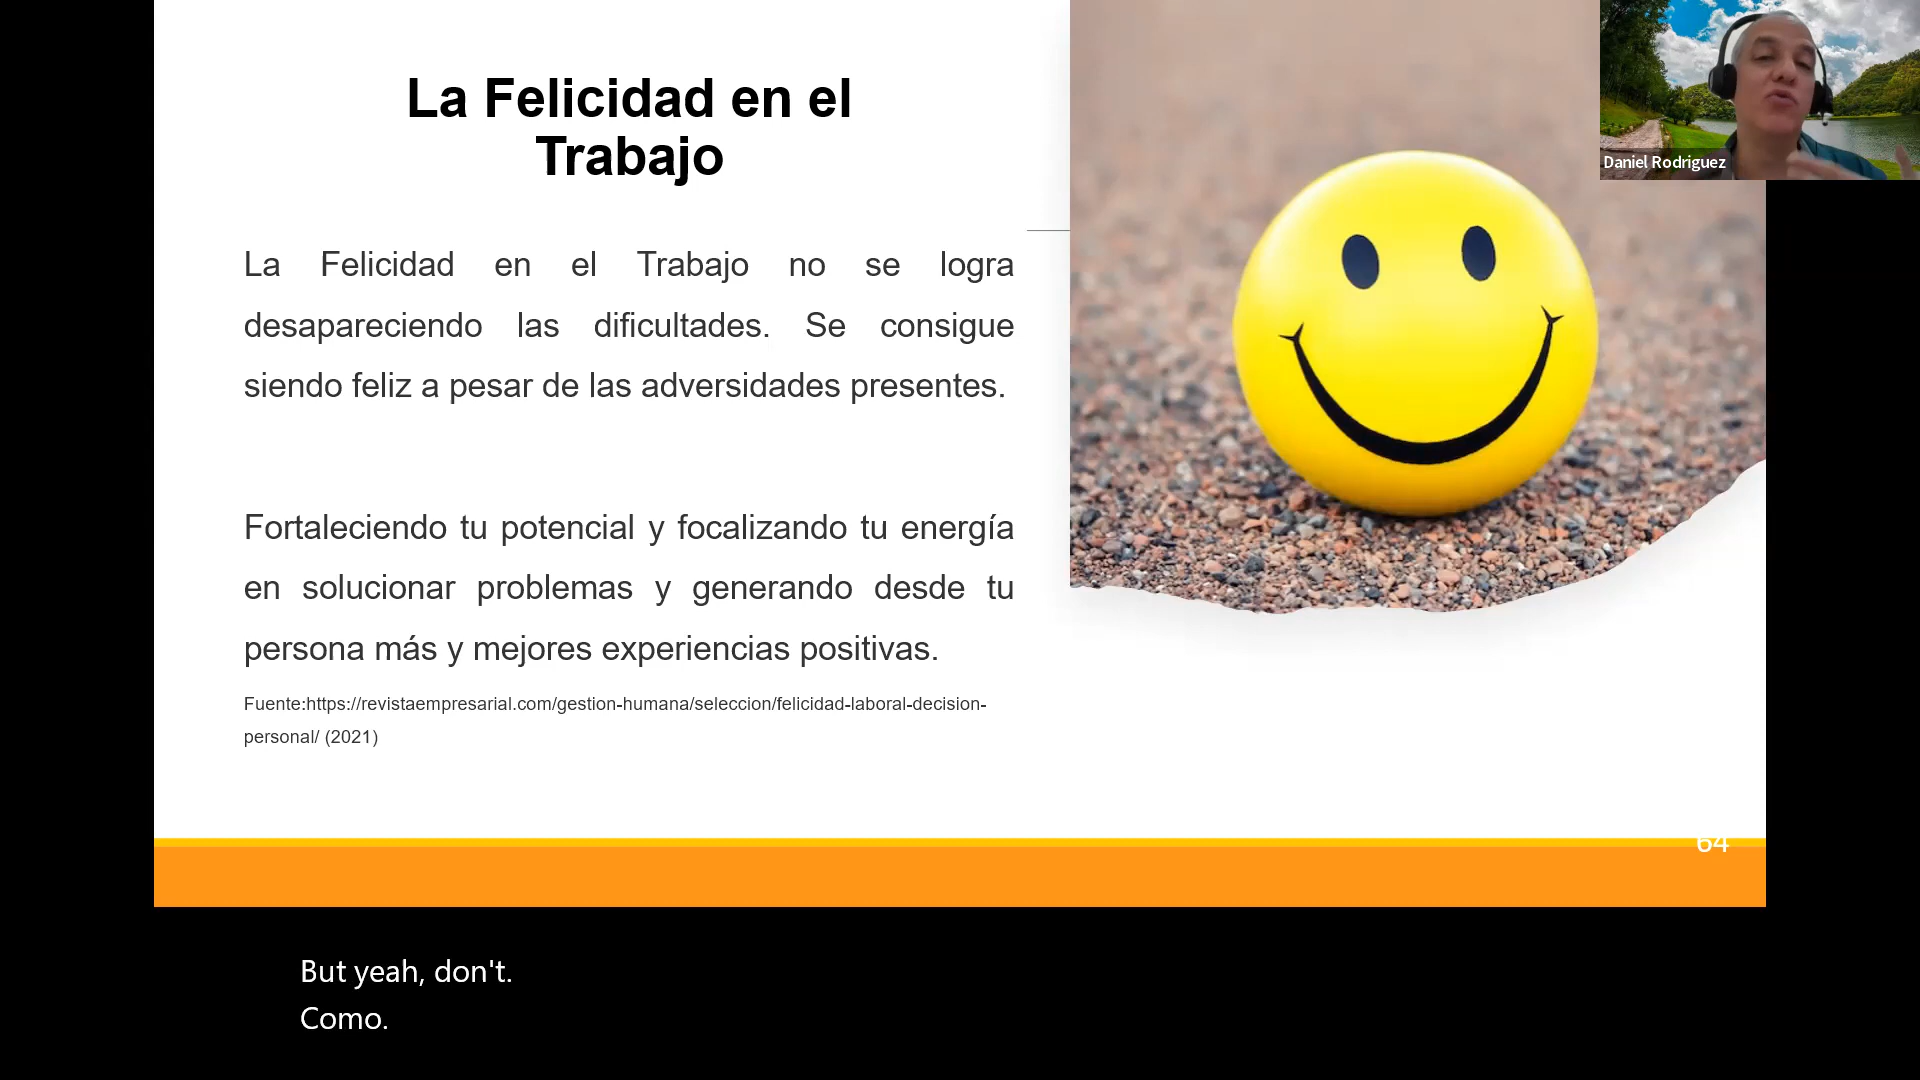 La Felicidad en el
Trabajo
La Felicidad en el Trabajo no se logra
desapareciendo las dificultades. Se consigue
siendo feliz a pesar de las adversidades presentes.
Fortaleciendo tu potencial y focalizando tu energía
en solucionar problemas y generando desde tu
persona más y mejores experiencias positivas.
Fuente:https://revistaempresarial.com/gestion-humana/seleccion/felicidad-laboral-decision-
personal/ (2021)
Daniel Rodriguez
64
But yeah, don't.
Como.